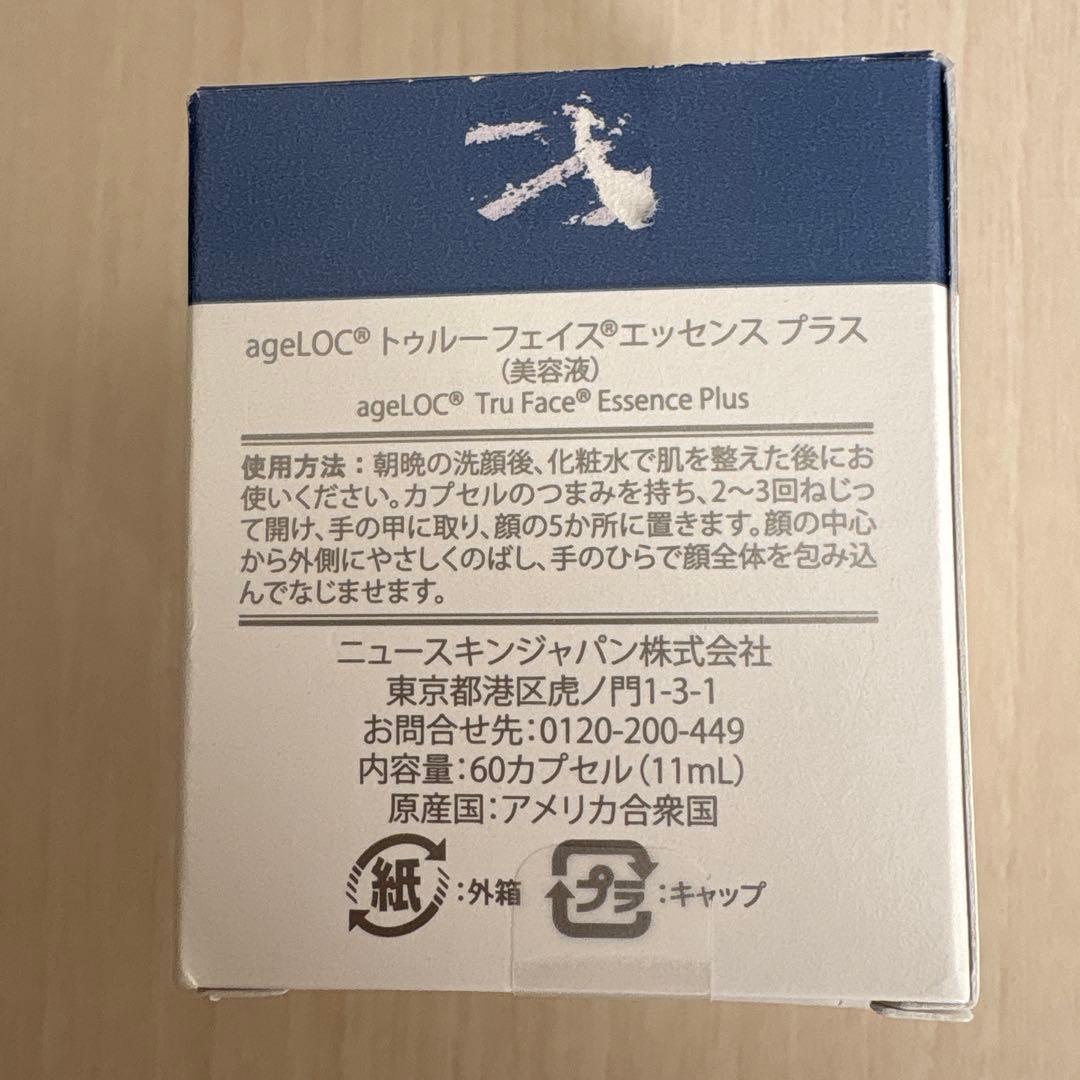 ageLOC® トゥルーフェイス®エッセンス プラス
（美容液）
ageLOC® Tru Face® Essence Plus
使用方法：朝晩の洗顔後、化粧水で肌を整えた後にお
使いください。カプセルのつまみを持ち、2〜3回ねじっ
て開け、手の甲に取り、顔の5か所に置きます。顔の中心
から外側にやさしくのばし、手のひらで顔全体を包み込
んでなじませます。
ニュースキンジャパン株式会社
東京都港区虎ノ門1-3-1
お問合せ先：0120-200-449
内容量：60カプセル（11mL）
原産国：アメリカ合衆国
紙：外箱 プラ：キャップ